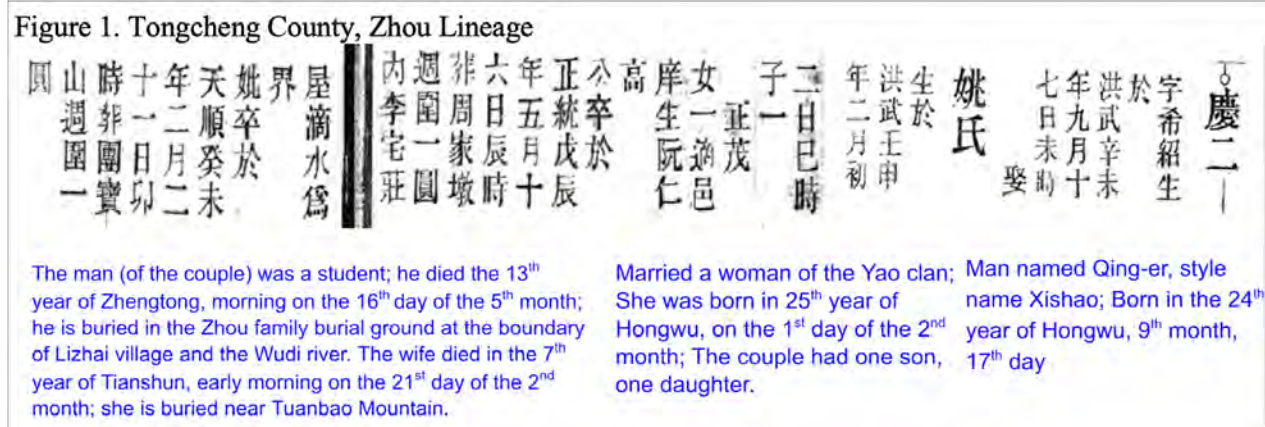 Figure 1. Tongcheng County, Zhou Lineage
慶二
字希紹生
於
洪武辛未
年九月十
七日未時
娶
姚氏
生於
洪武壬申
年二月初
二日巳時
子一
正茂
女一適邑
庠生阮仁
高
公卒於
正統戊辰
年五月十
六日辰時
葬周家墩
週圍一圓
內李宅莊
屋滴水爲
界
妣卒於
天順癸未
年二月二
十一日卯
時葬團寶
山週圍一
圓
The man (of the couple) was a student; he died the 13th
year of Zhengtong, morning on the 16th day of the 5th month;
he is buried in the Zhou family burial ground at the boundary
of Lizhai village and the Wudi river. The wife died in the 7th
year of Tianshun, early morning on the 21st day of the 2nd
month; she is buried near Tuanbao Mountain.
Married a woman of the Yao clan;
She was born in 25th year of
Hongwu, on the 1st day of the 2nd
month; The couple had one son,
one daughter.
Man named Qing-er, style
name Xishao; Born in the 24th
year of Hongwu, 9th month,
17th day